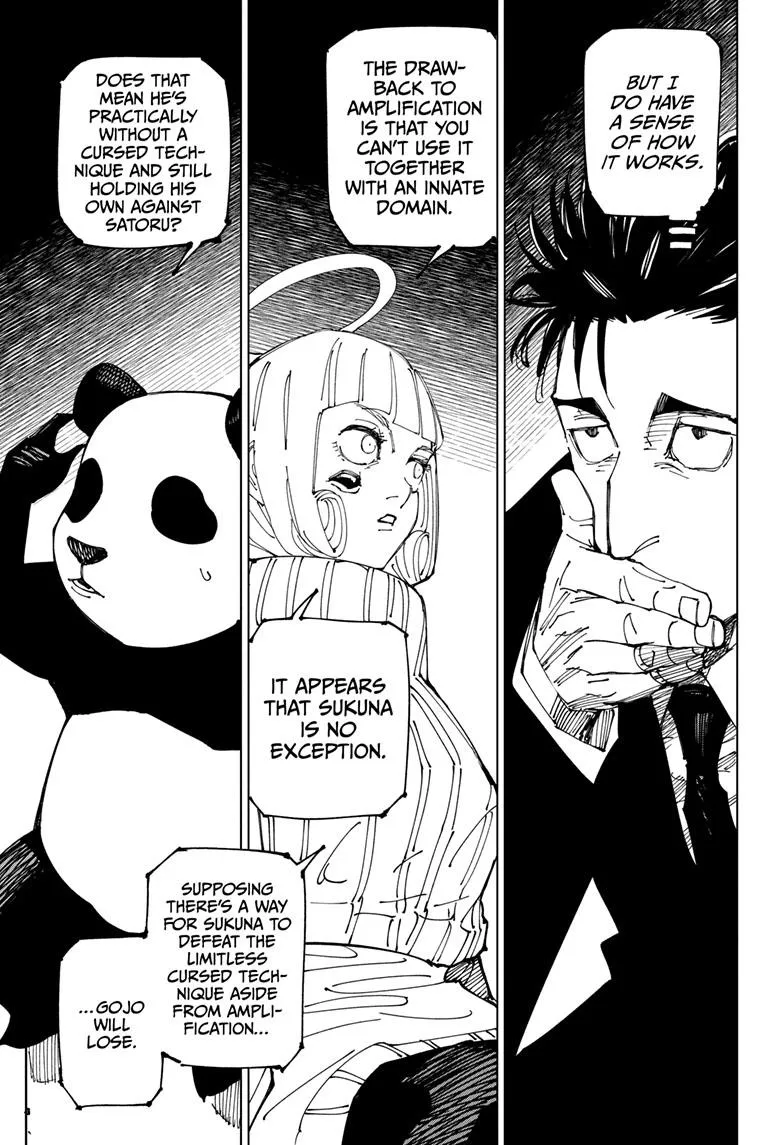 BUT I
DO HAVE
A SENSE
OF HOW
IT WORKS.
THE DRAW-
BACK TO
AMPLIFICATION
IS THAT YOU
CAN'T USE IT
TOGETHER
WITH AN INNATE
DOMAIN.
IT APPEARS
THAT SUKUNA
IS NO
EXCEPTION.
DOES THAT
MEAN HE'S
PRACTICALLY
WITHOUT A
CURSED TECH-
NIQUE AND STILL
HOLDING HIS
OWN AGAINST
SATORU?
SUPPOSING
THERE'S A WAY
FOR SUKUNA TO
DEFEAT THE
LIMITLESS
CURSED TECH-
NIQUE ASIDE
FROM AMPLI-
FICATION...
...GOJO
WILL
LOSE.